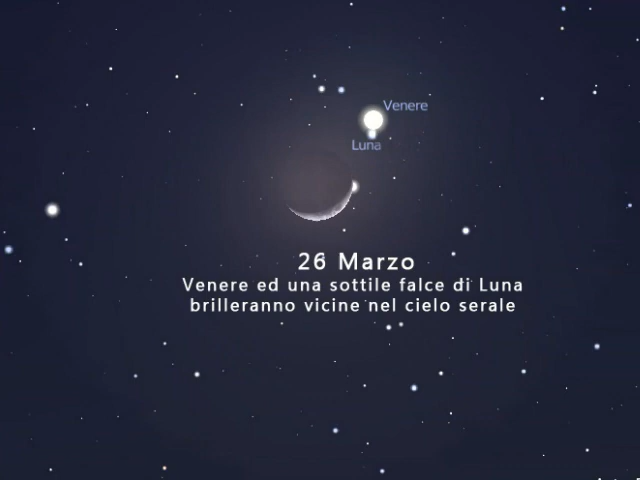 Venere
Luna
26 Marzo
Venere ed una sottile falce di Luna
brilleranno vicine nel cielo serale